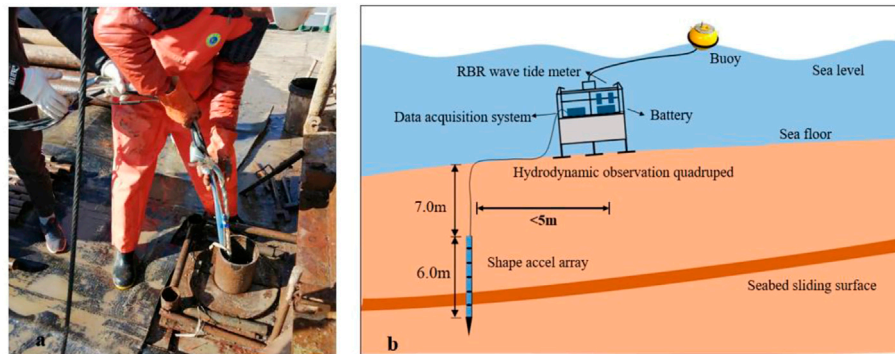 a
Buoy
RBR wave tide meter
Sea level
Data acquisition system
Battery
Sea floor
Hydrodynamic observation quadruped
7.0m
<5m
6.0m
Shape accel array
Seabed sliding surface
b